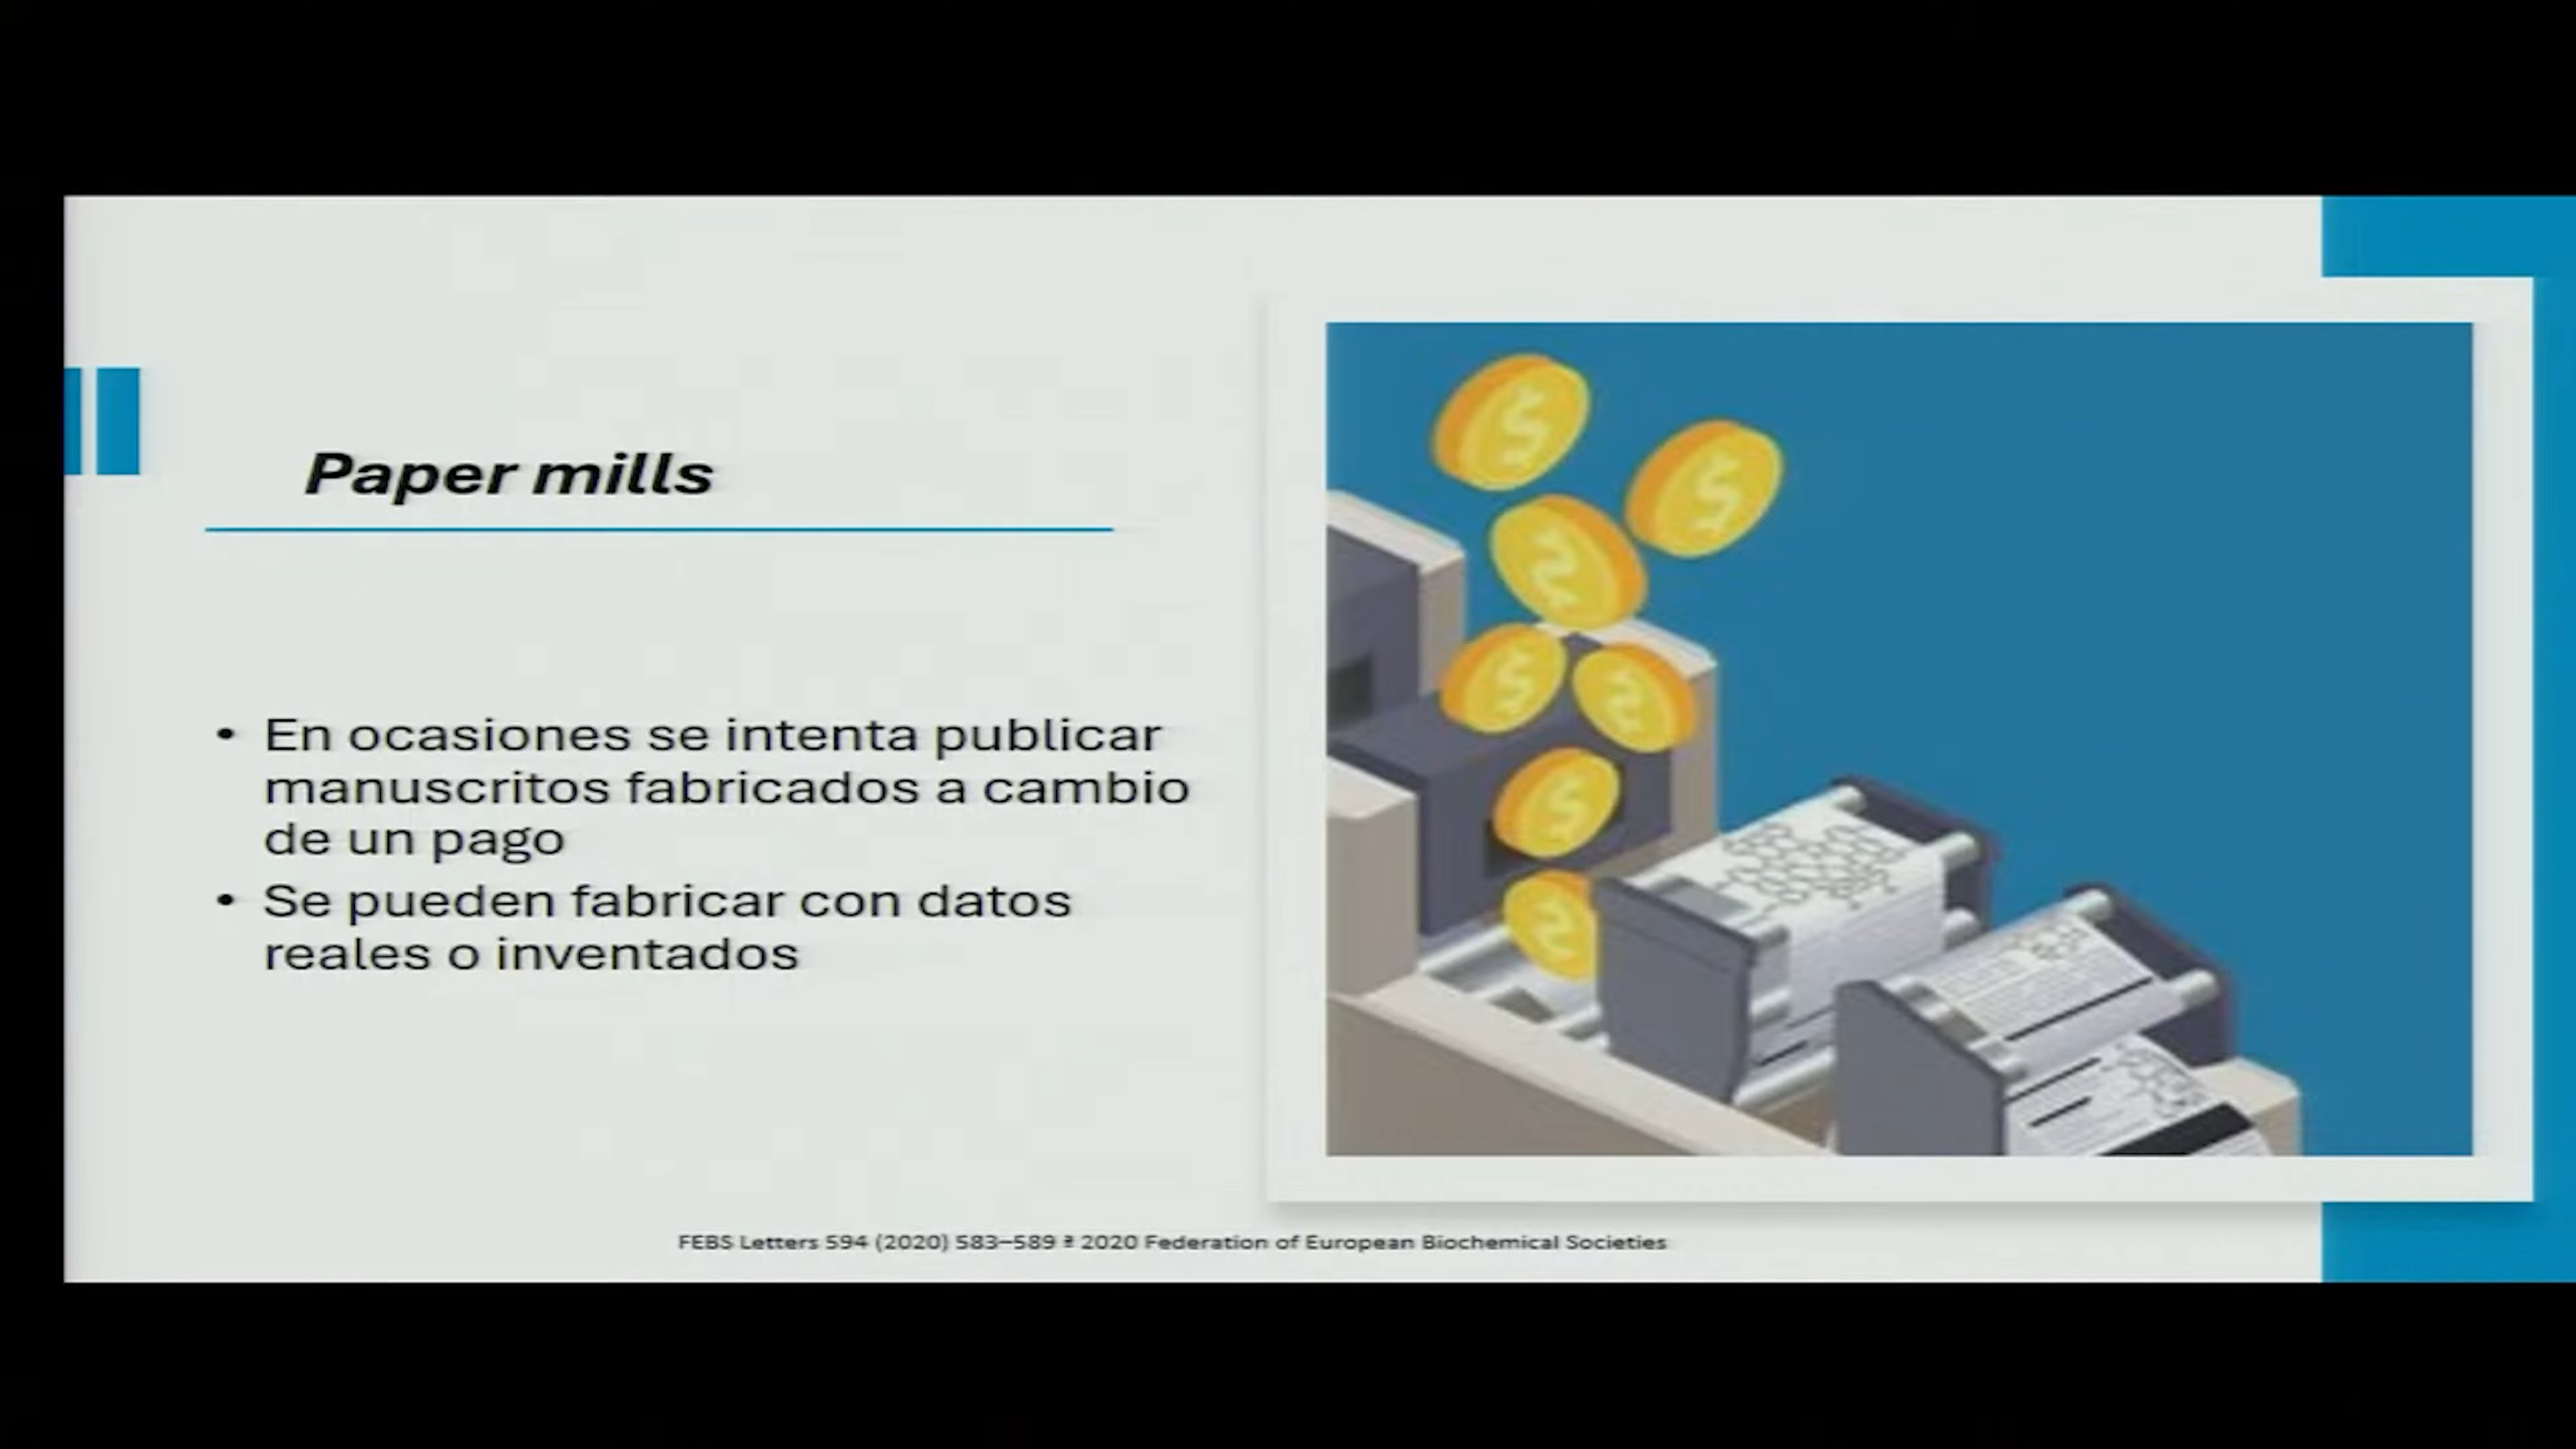 Paper mills
• En ocasiones se intenta publicar
manuscritos fabricados a cambio
de un pago
• Se pueden fabricar con datos
reales o inventados
FEBS Letters 594 (2020) 583–589 ª 2020 Federation of European Biochemical Societies